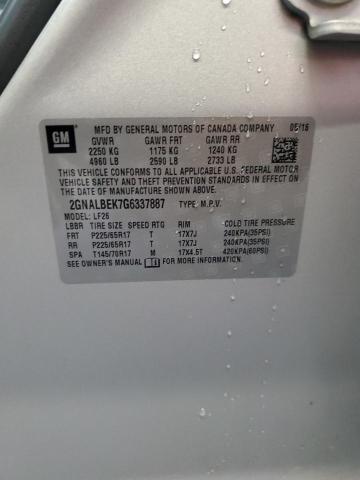 GM
MFD BY GENERAL MOTORS OF CANADA COMPANY 05/16
GVWR GAWR FRT GAWR RR
2250 KG 1175 KG 1240 KG
4960 LB 2590 LB 2733 LB
THIS VEHICLE CONFORMS TO ALL APPLICABLE U.S. FEDERAL MOTOR
VEHICLE SAFETY AND THEFT PREVENTION STANDARDS IN EFFECT
ON THE DATE OF MANUFACTURE SHOWN ABOVE.
2GNALBEK7G6337887 TYPE: M.P.V.
MODEL: LF26
LBBR TIRE SIZE SPEED RTG RIM COLD TIRE PRESSURE
FRT P225/65R17 T 17X7J 240KPA(35PSI)
RR P225/65R17 T 17X7J 240KPA(35PSI)
SPA T145/70R17 M 17X4.5T 420KPA(60PSI)
SEE OWNER'S MANUAL FOR MORE INFORMATION.